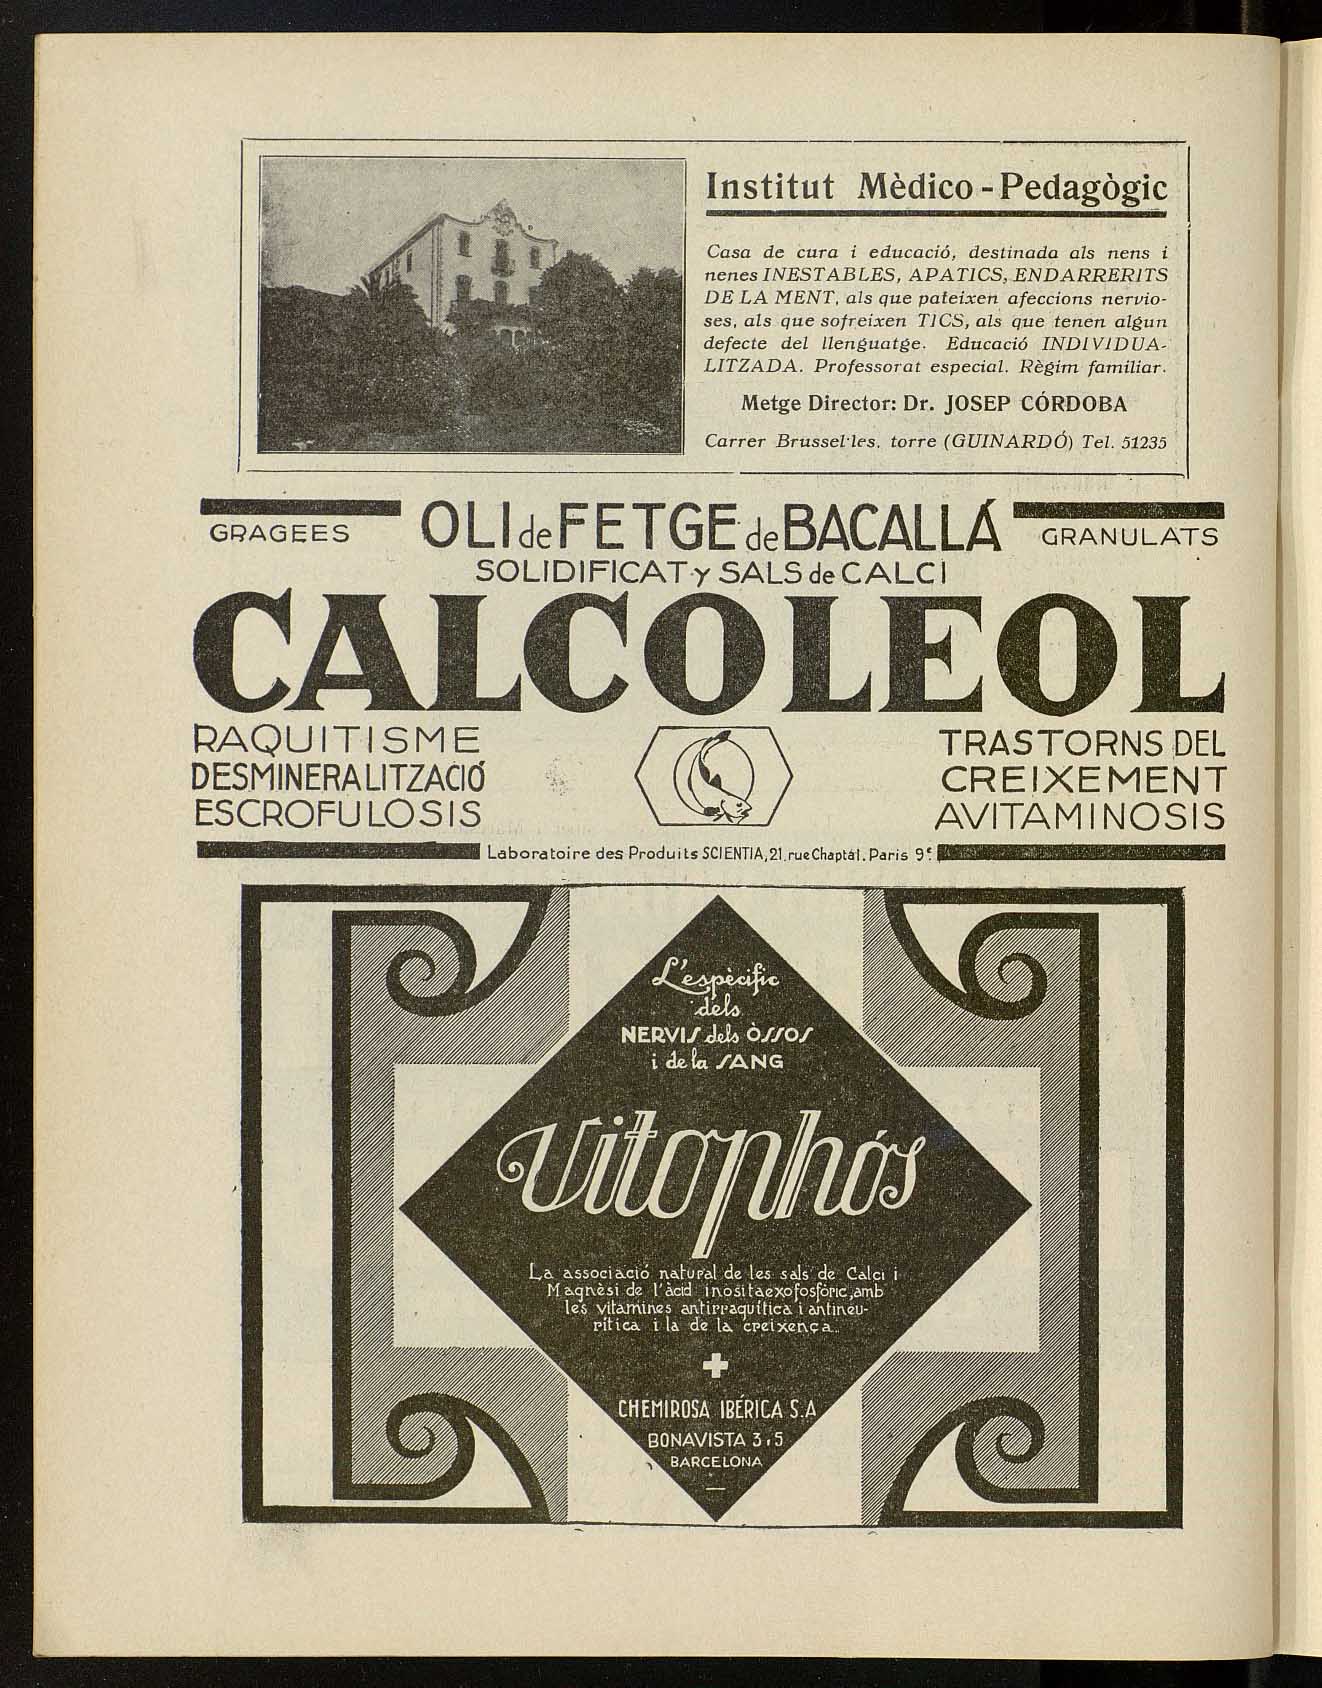 Institut Mèdico-Pedagògic
Casa de cura i educació, destinada als nens i
nenes INESTABLES, APATICS, ENDARRERITS
DE LA MENT, als que pateixen afeccions nervio-
ses, als que sofreixen TICS, als que tenen algun
defecte del llenguatge. Educació INDIVIDUA-
LITZADA. Professorat especial. Règim familiar.
Metge Director: Dr. JOSEP CÓRDOBA
Carrer Brussel·les, torre (GUINARDÓ) Tel. 51235
GRAGEES
OLI de FETGE de BACALLÁ
GRANULATS
SOLIDIFICAT y SALS de CALCI
CALCOLEOL
RAQUITISME
DESMINERALITZACIÓ
ESCROFULOSIS
TRASTORNS DEL
CREIXEMENT
AVITAMINOSIS
Laboratoire des Produits SCIENTIA, 21. rue Chaptal. Paris 9e.
L'espècific
dels
NERVIS dels ÒSSOS
i de la SANG
Vitophós
La associació natural de les sals de Calci i
Magnèsi de l'àcid inositaexofosfòric, amb
les vitamines antirraquítica i antineu-
rítica i la de la creixença..
CHEMIROSA IBÉRICA S.A
BONAVISTA 3 i 5
BARCELONA